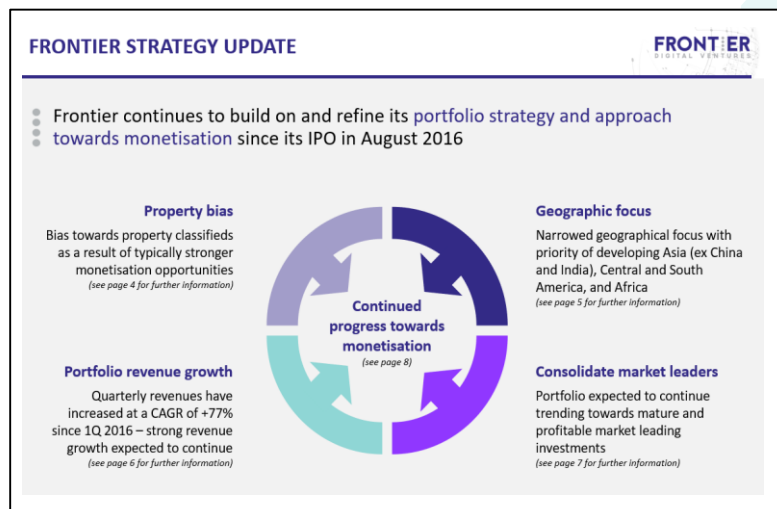 FRONTIER STRATEGY UPDATE
FRONTIER
DIGITAL VENTURES
Frontier continues to build on and refine its portfolio strategy and approach
towards monetisation since its IPO in August 2016
Property bias
Bias towards property classifieds
as a result of typically stronger
monetisation opportunities
(see page 4 for further information)
Geographic focus
Narrowed geographical focus with
priority of developing Asia (ex China
and India), Central and South
America, and Africa
(see page 5 for further information)
Continued
progress towards
monetisation
(see page 8)
Portfolio revenue growth
Quarterly revenues have
increased at a CAGR of +77%
since 1Q 2016 – strong revenue
growth expected to continue
(see page 6 for further information)
Consolidate market leaders
Portfolio expected to continue
trending towards mature and
profitable market leading
investments
(see page 7 for further information)